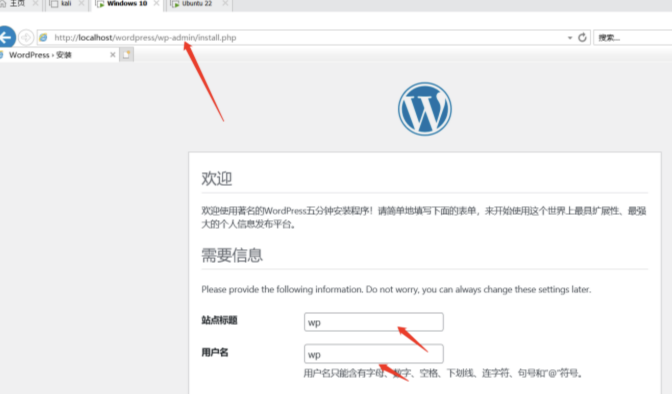 主页 kali Windows 10 Ubuntu 22
http://localhost/wordpress/wp-admin/install.php 搜索...
WordPress › 安装
欢迎
欢迎使用著名的WordPress五分钟安装程序！请简单地填写下面的表单，来开始使用这个世界上最具扩展性、最强
大的个人信息发布平台。
需要信息
Please provide the following information. Do not worry, you can always change these settings later.
站点标题 wp
用户名 wp
用户名只能含有字母、数字、空格、下划线、连字符、句号和“@”符号。